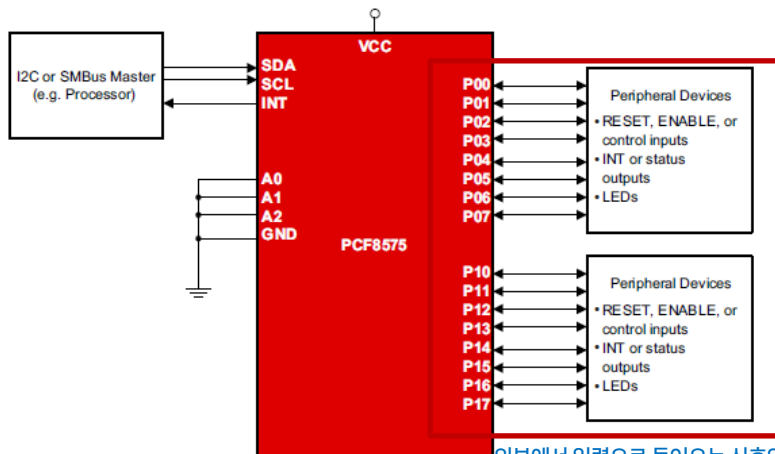 VCC
I2C or SMBus Master
(e.g. Processor)
SDA
SCL
INT
A0
A1
A2
GND
PCF8575
P00
P01
P02
P03
P04
P05
P06
P07
Peripheral Devices
• RESET, ENABLE, or
control inputs
• INT or status
outputs
• LEDs
P10
P11
P12
P13
P14
P15
P16
P17
Peripheral Devices
• RESET, ENABLE, or
control inputs
• INT or status
outputs
• LEDs